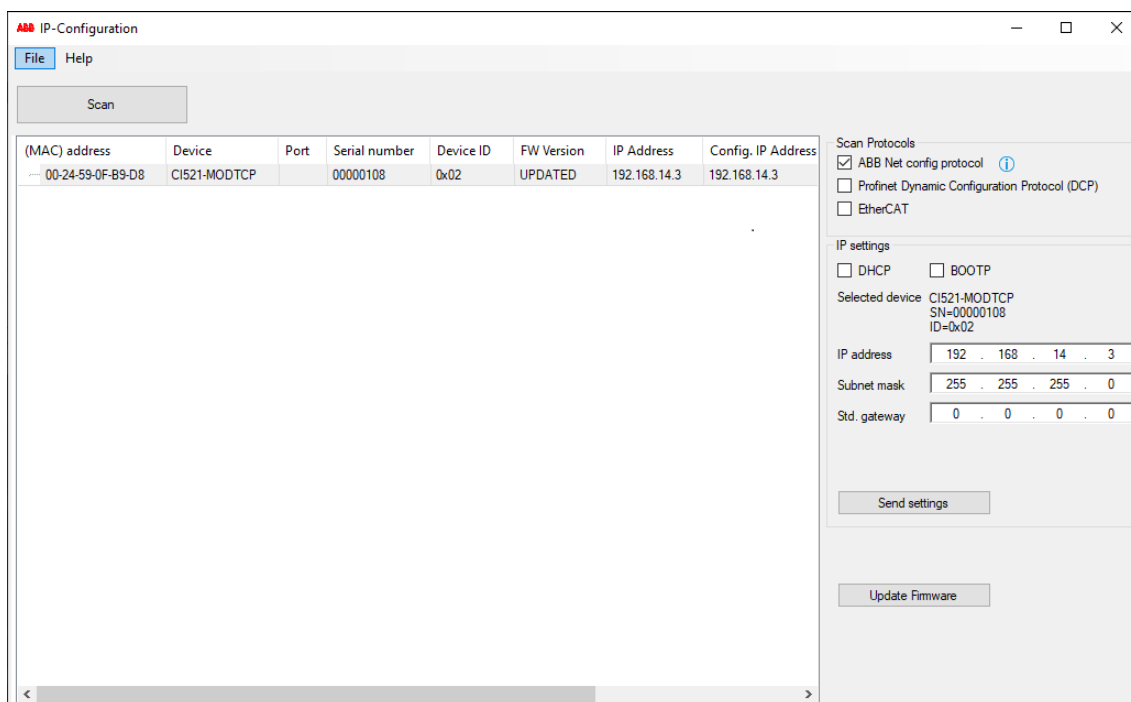 ABB IP-Configuration
File Help
Scan
(MAC) address Device Port Serial number Device ID FW Version IP Address Config. IP Address
00-24-59-0F-B9-D8 CI521-MODTCP 00000108 0x02 UPDATED 192.168.14.3 192.168.14.3
Scan Protocols
ABB Net config protocol
Profinet Dynamic Configuration Protocol (DCP)
EtherCAT
IP settings
DHCP BOOTP
Selected device CI521-MODTCP
SN=00000108
ID=0x02
IP address 192 . 168 . 14 . 3
Subnet mask 255 . 255 . 255 . 0
Std. gateway 0 . 0 . 0 . 0
Send settings
Update Firmware